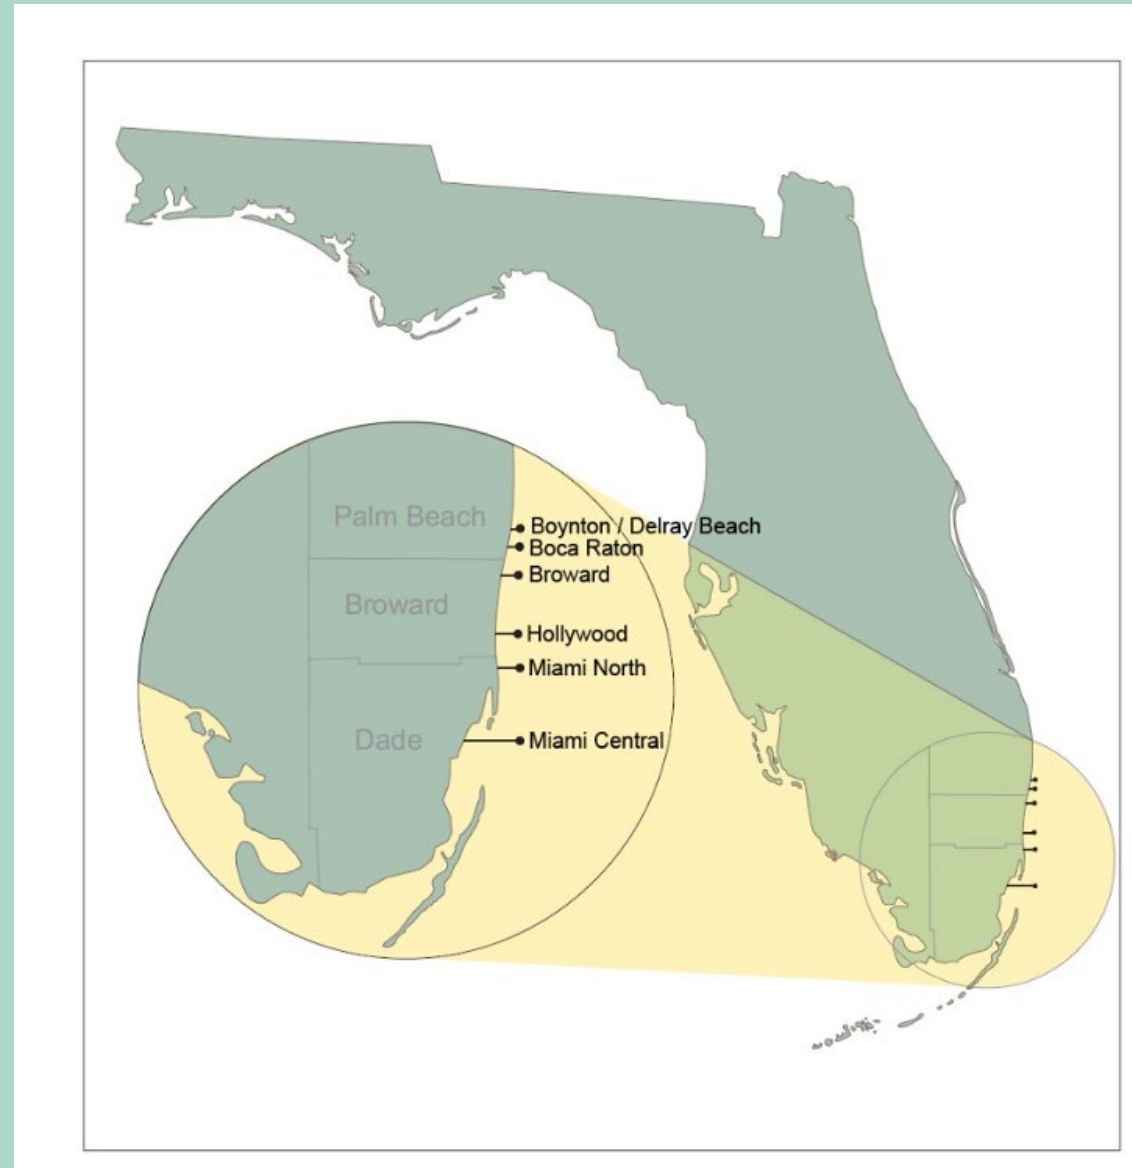 Palm Beach
Boynton / Delray Beach
Boca Raton
Broward
Broward
Hollywood
Miami North
Dade
Miami Central